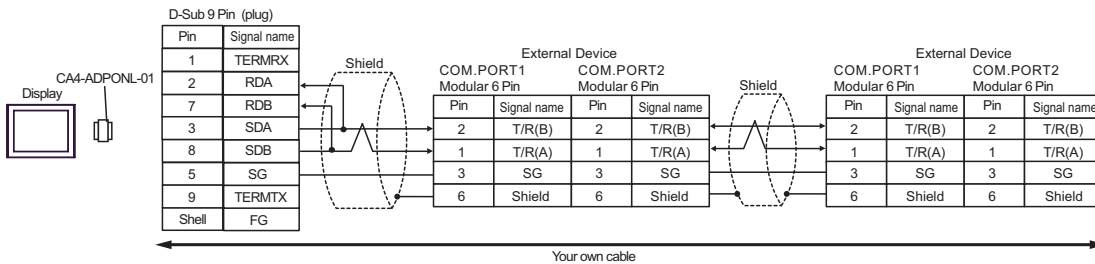 D-Sub 9 Pin (plug)
Pin Signal name
1 TERMRX
2 RDA
7 RDB
3 SDA
8 SDB
5 SG
9 TERMTX
Shell FG
CA4-ADPONL-01
Display
Shield
External Device
COM.PORT1 COM.PORT2
Modular 6 Pin Modular 6 Pin
Pin Signal name Pin Signal name
2 T/R(B) 2 T/R(B)
1 T/R(A) 1 T/R(A)
3 SG 3 SG
6 Shield 6 Shield
Shield
External Device
COM.PORT1 COM.PORT2
Modular 6 Pin Modular 6 Pin
Pin Signal name Pin Signal name
2 T/R(B) 2 T/R(B)
1 T/R(A) 1 T/R(A)
3 SG 3 SG
6 Shield 6 Shield
Your own cable